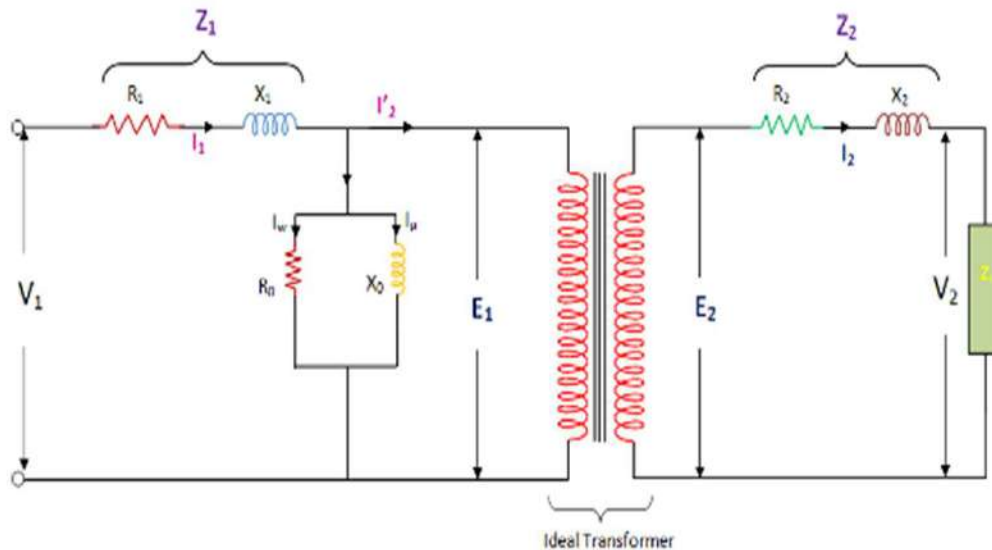 Z₁
Z₂
R₁
X₁
I'₂
R₂
X₂
I₁
I₂
I𝓌
Iμ
R₀
X₀
V₁
E₁
E₂
V₂
Z
Ideal Transformer